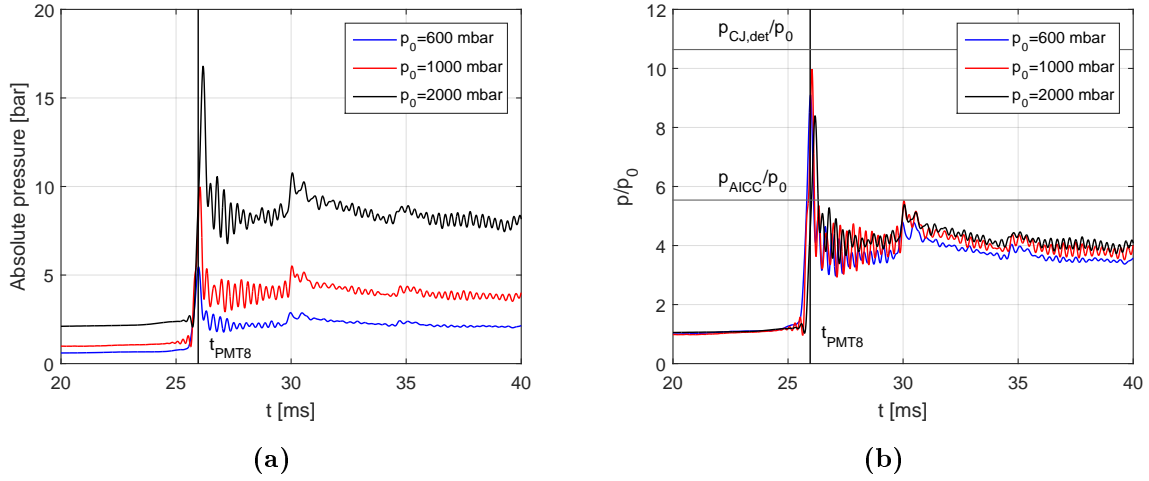 20
15
10
5
0
Absolute pressure [bar]
p0=600 mbar
p0=1000 mbar
p0=2000 mbar
tPMT8
20 25 30 35 40
t [ms]
(a)
12
10
8
6
4
2
0
p/p0
pCJ,det/p0
p0=600 mbar
p0=1000 mbar
p0=2000 mbar
pAICC/p0
tPMT8
20 25 30 35 40
t [ms]
(b)